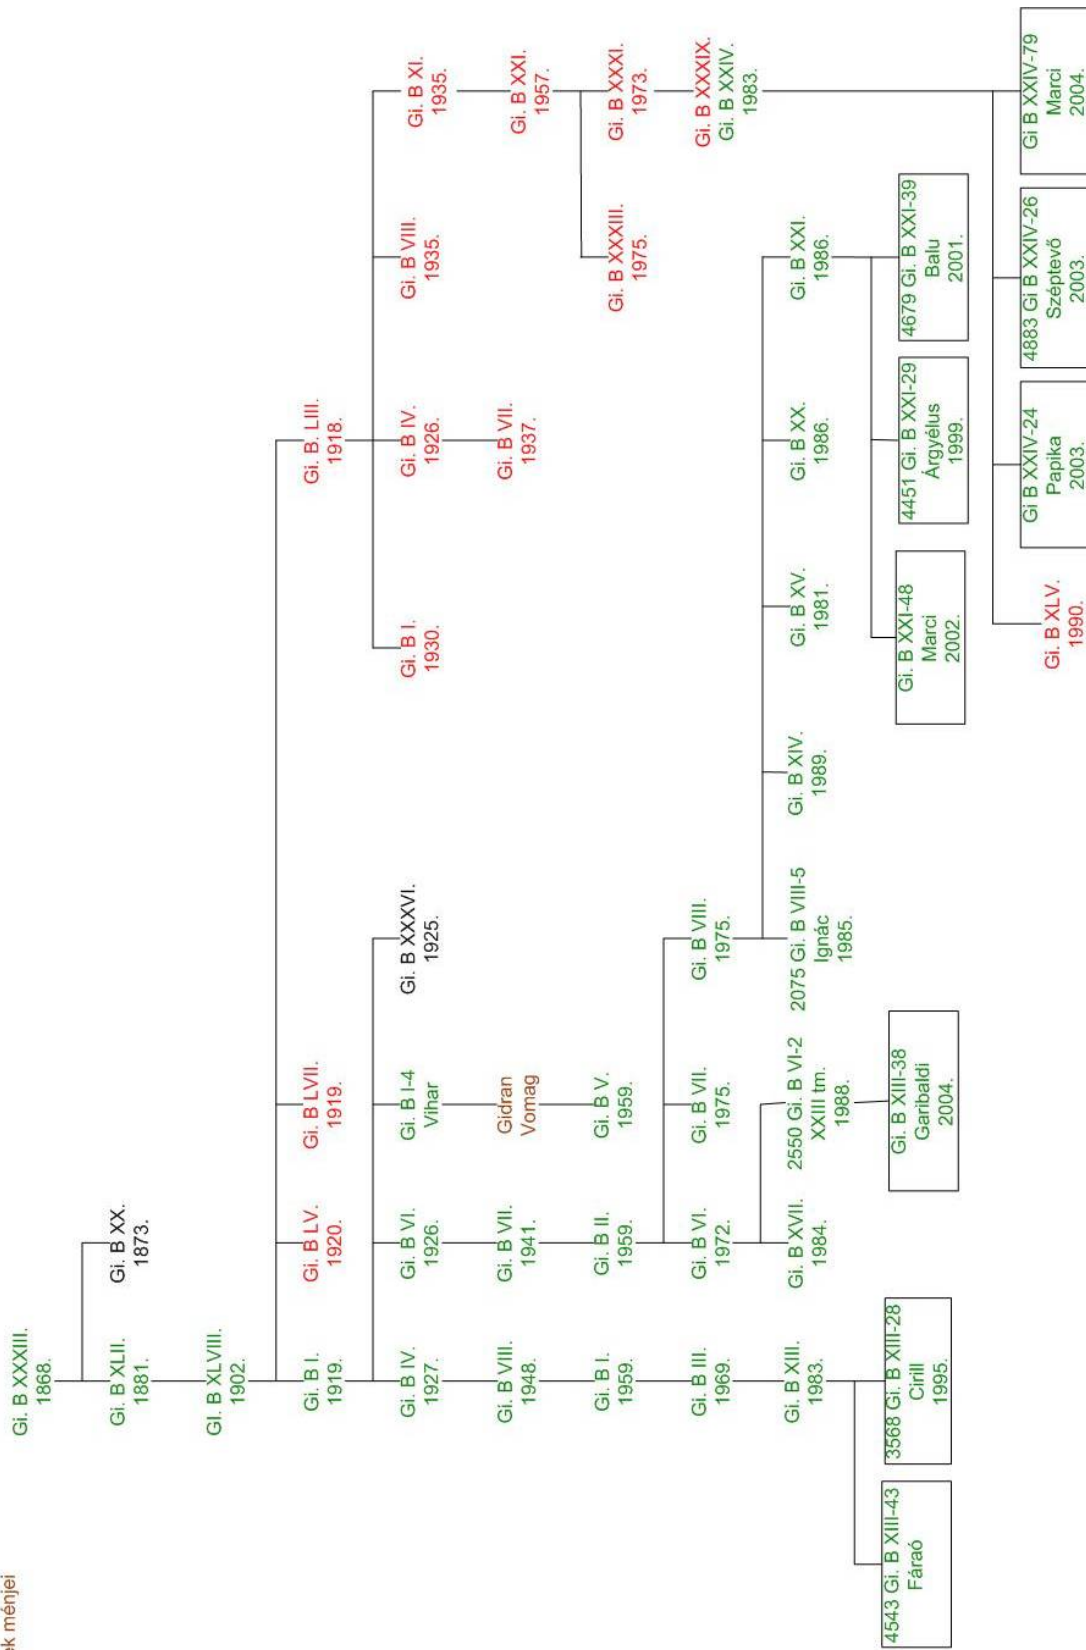 ek ménjei
Gi. B XXXIII.
1868.
Gi. B XLII.
1881.
Gi. B XX.
1873.
GI. B XLVIII.
1902.
Gi. B I.
1919.
Gi. B LV.
1920.
Gi. B LVII.
1919.
Gi. B. LIII.
1918.
Gi. B IV.
1927.
Gi. B VI.
1926.
Gi. B I-4
Vihar
Gi. B XXXVI.
1925.
Gi. B I.
1930.
Gi. B IV.
1926.
Gi. B VIII.
1935.
Gi. B XI.
1935.
Gi. B VIII.
1948.
Gi. B VII.
1941.
Gidran
Vomag
Gi. B VII.
1937.
Gi. B XXI.
1957.
Gi. B I.
1959.
Gi. B II.
1959.
Gi. B V.
1959.
Gi. B XXXIII.
1975.
Gi. B XXXI.
1973.
Gi. B III.
1969.
Gi. B VI.
1972.
Gi. B VII.
1975.
Gi. B VIII.
1975.
Gi. B XXXIX.
Gi. B XXIV.
1983.
Gi. B XIII.
1983.
Gi. B XVII.
1984.
2550 Gi. B VI-2
XXIII tm.
1988.
2075 Gi. B VIII-5
Ignác
1985.
Gi. B XIV.
1989.
Gi. B XV.
1981.
Gi. B XX.
1986.
Gi. B XXI.
1986.
4543 Gi. B XIII-43
Fáraó
3568 Gi. B XIII-28
Cirill
1995.
Gi. B XIII-38
Garibaldi
2004.
Gi. B XXI-48
Marci
2002.
4451 Gi. B XXI-29
Árgyélus
1999.
4679 Gi. B XXI-39
Balu
2001.
Gi. B XLV.
1990.
Gi B XXIV-24
Papika
2003.
4883 Gi B XXIV-26
Széptevő
2003.
Gi B XXIV-79
Marci
2004.